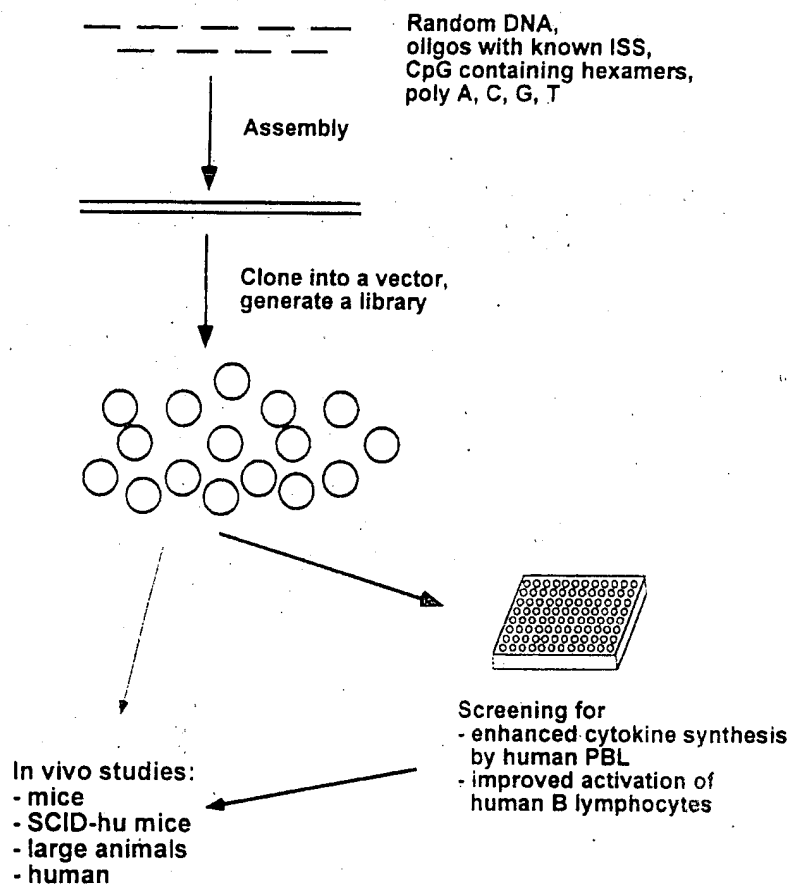 Random DNA,
oligos with known ISS,
CpG containing hexamers,
poly A, C, G, T
Assembly
Clone into a vector,
generate a library
Screening for
- enhanced cytokine synthesis
by human PBL
- improved activation of
human B lymphocytes
In vivo studies:
- mice
- SCID-hu mice
- large animals
- human